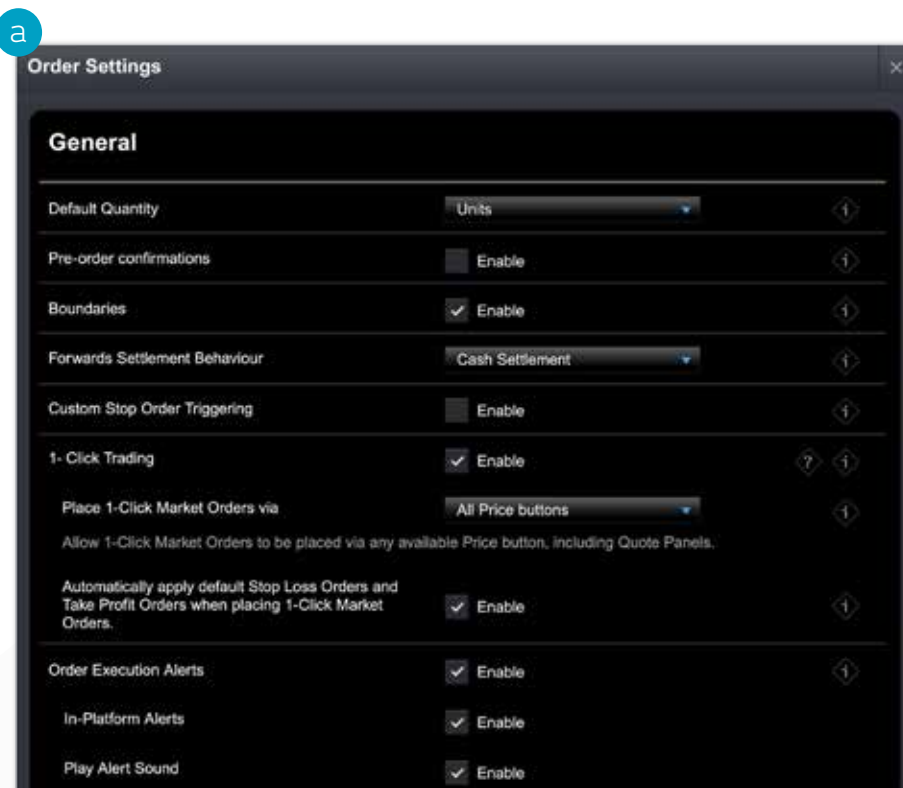 a
Order Settings
General
Default Quantity Units
Pre-order confirmations Enable
Boundaries Enable
Forwards Settlement Behaviour Cash Settlement
Custom Stop Order Triggering Enable
1- Click Trading Enable ?
Place 1-Click Market Orders via All Price buttons
Allow 1-Click Market Orders to be placed via any available Price button, including Quote Panels.
Automatically apply default Stop Loss Orders and
Take Profit Orders when placing 1-Click Market Enable
Orders.
Order Execution Alerts Enable
In-Platform Alerts Enable
Play Alert Sound Enable